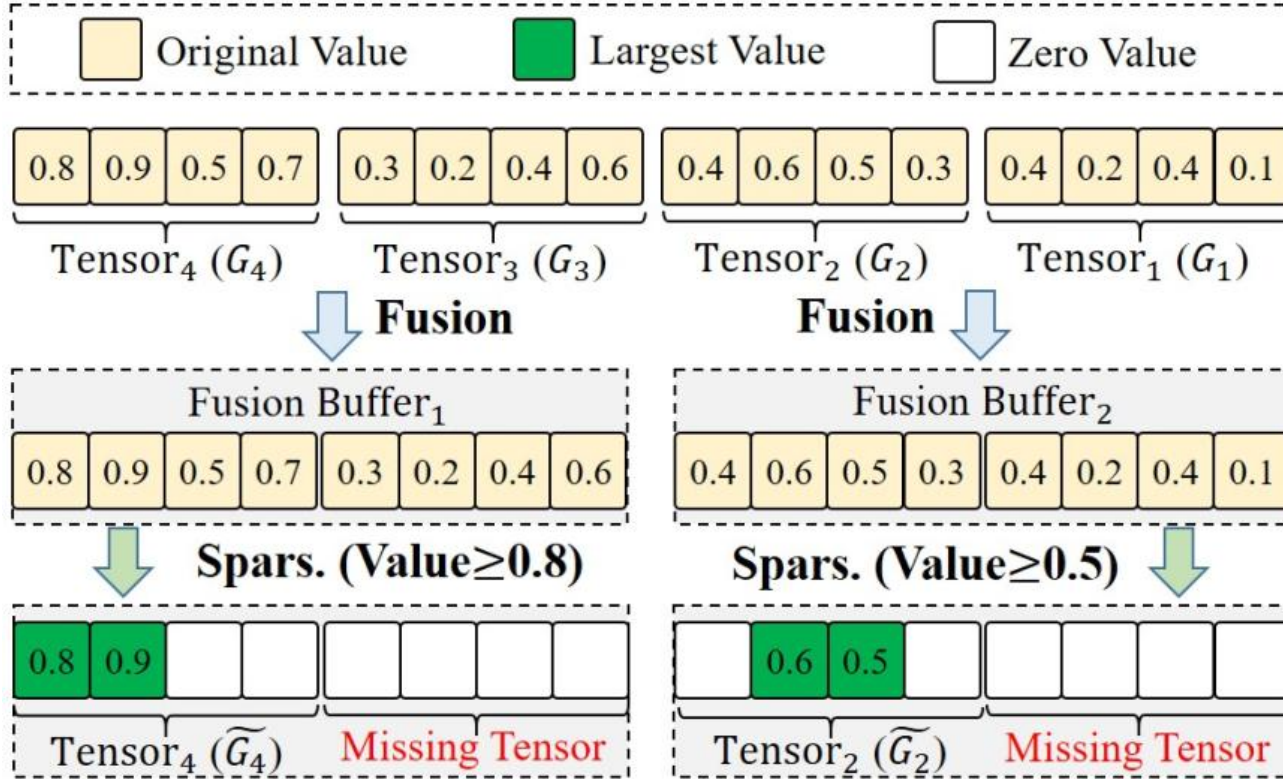 Original Value Largest Value Zero Value
0.8 0.9 0.5 0.7 0.3 0.2 0.4 0.6 0.4 0.6 0.5 0.3 0.4 0.2 0.4 0.1
Tensor₄ (G₄) Tensor₃ (G₃) Tensor₂ (G₂) Tensor₁ (G₁)
Fusion Fusion
Fusion Buffer₁ Fusion Buffer₂
0.8 0.9 0.5 0.7 0.3 0.2 0.4 0.6 0.4 0.6 0.5 0.3 0.4 0.2 0.4 0.1
Spars. (Value≥0.8) Spars. (Value≥0.5)
0.8 0.9 0.6 0.5
Tensor₄ (G̃₄) Missing Tensor Tensor₂ (G̃₂) Missing Tensor